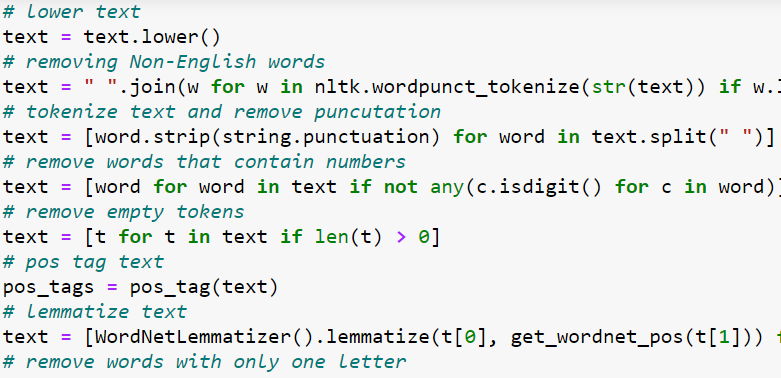 # lower text
text = text.lower()
# removing Non-English words
text = " ".join(w for w in nltk.wordpunct_tokenize(str(text)) if w.
# tokenize text and remove puncutation
text = [word.strip(string.punctuation) for word in text.split(" ")]
# remove words that contain numbers
text = [word for word in text if not any(c.isdigit() for c in word)]
# remove empty tokens
text = [t for t in text if len(t) > 0]
# pos tag text
pos_tags = pos_tag(text)
# lemmatize text
text = [WordNetLemmatizer().lemmatize(t[0], get_wordnet_pos(t[1]))
# remove words with only one letter